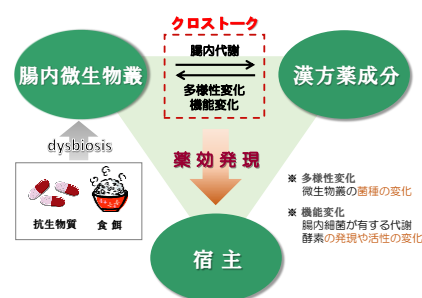 クロストーク
腸内代謝
腸内微生物叢
漢方薬成分
多様性変化
機能変化
dysbiosis
薬効発現
抗生物質
食餌
※ 多様性変化
微生物叢の菌種の変化
※ 機能変化
腸内細菌が有する代謝
酵素の発現や活性の変化
宿主